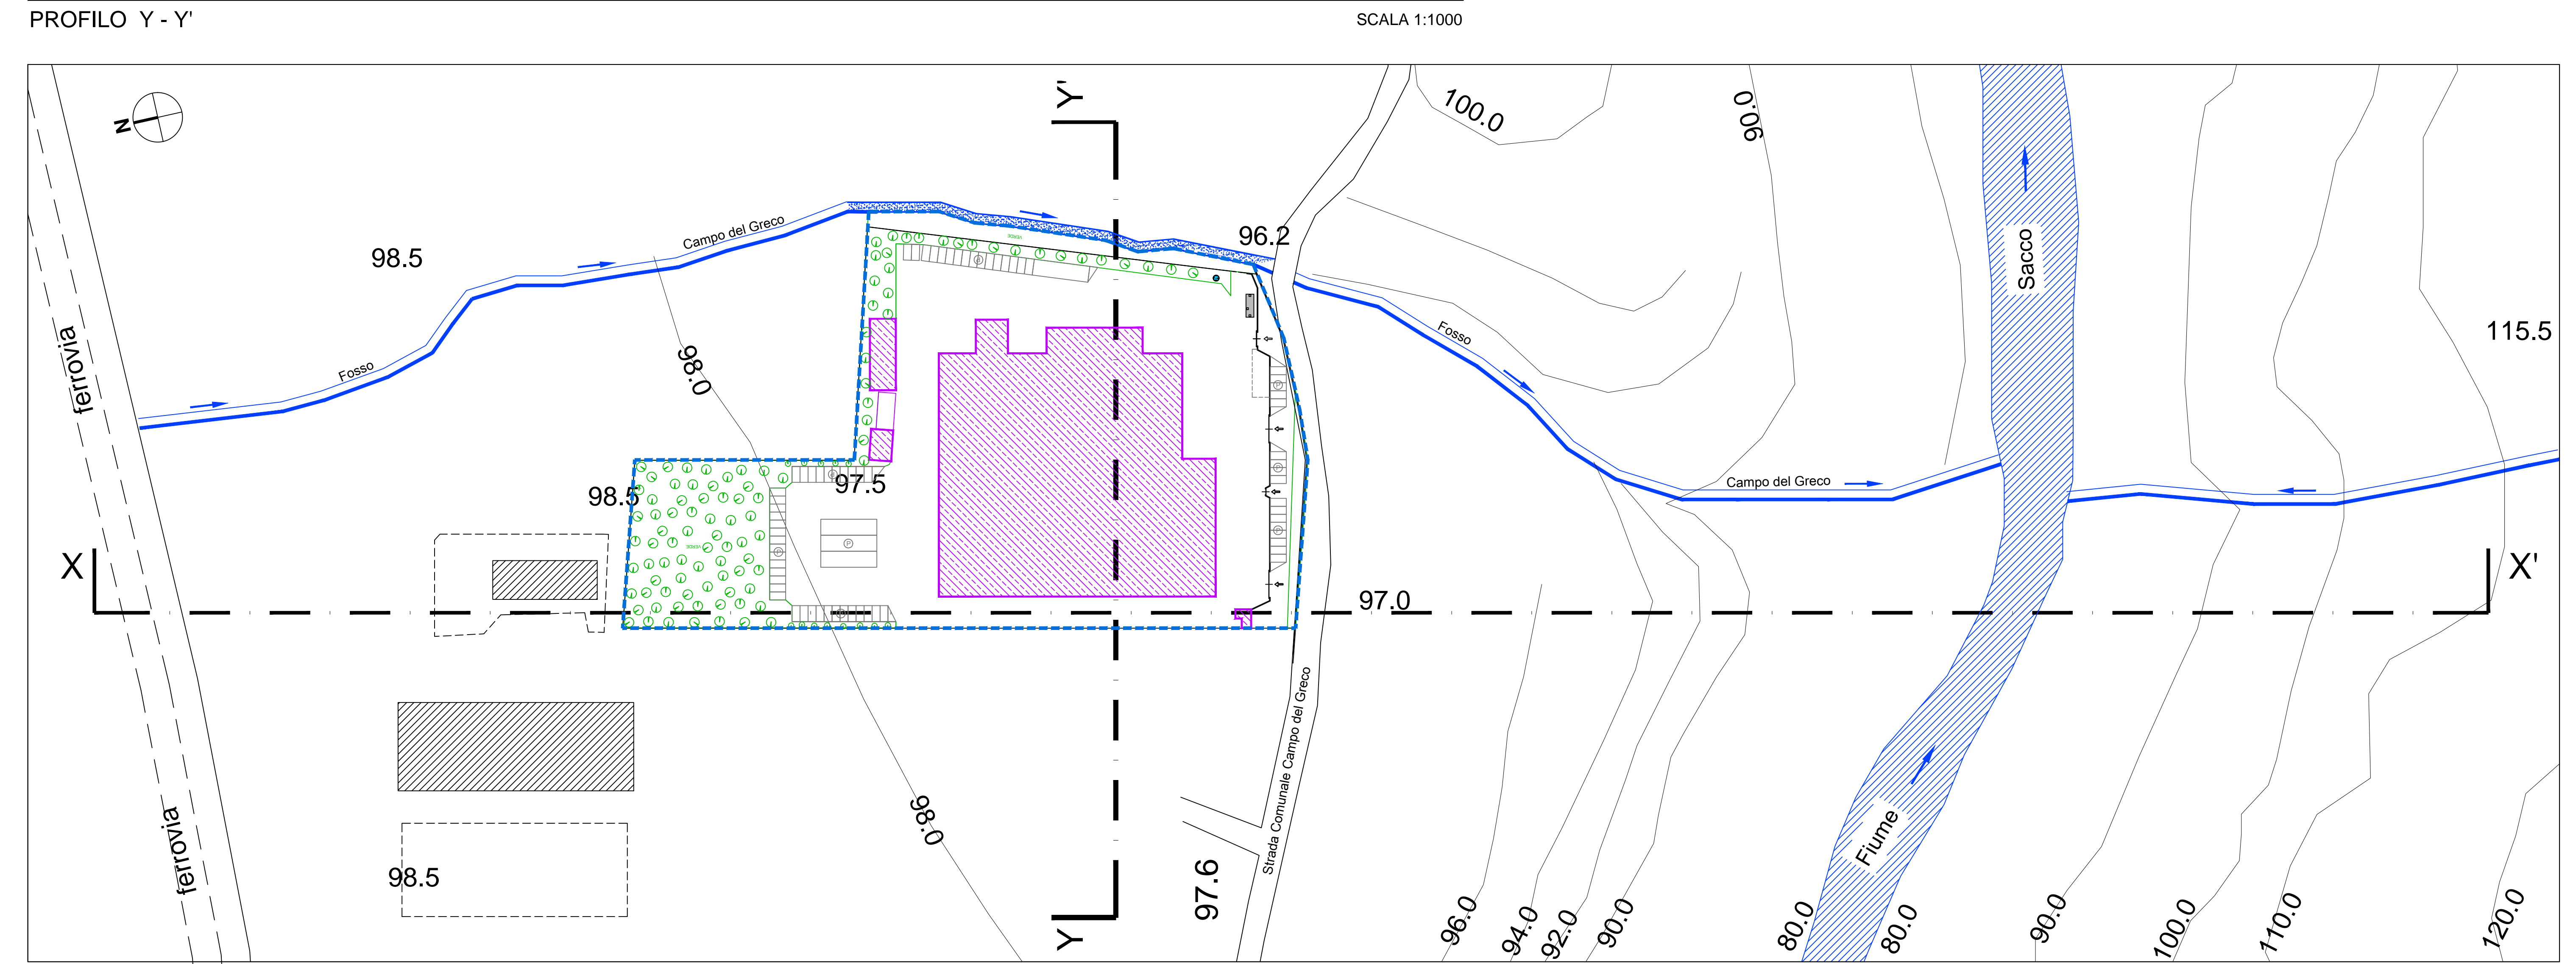 PROFILO Y - Y'
SCALA 1:1000
N
Y'
100.0
90.0
Campo del Greco
96.2
98.5
Sacco
ferrovia
Fosso
98.0
Fosso
115.5
98.5
97.5
Campo del Greco
VERDE
VERDE
P
P
P
P
P
P
P
P
X
X'
97.0
Strada Comunale Campo del Greco
ferrovia
98.0
98.5
97.6
Y
Fiume
96.0
94.0
92.0
90.0
80.0
80.0
90.0
100.0
110.0
120.0